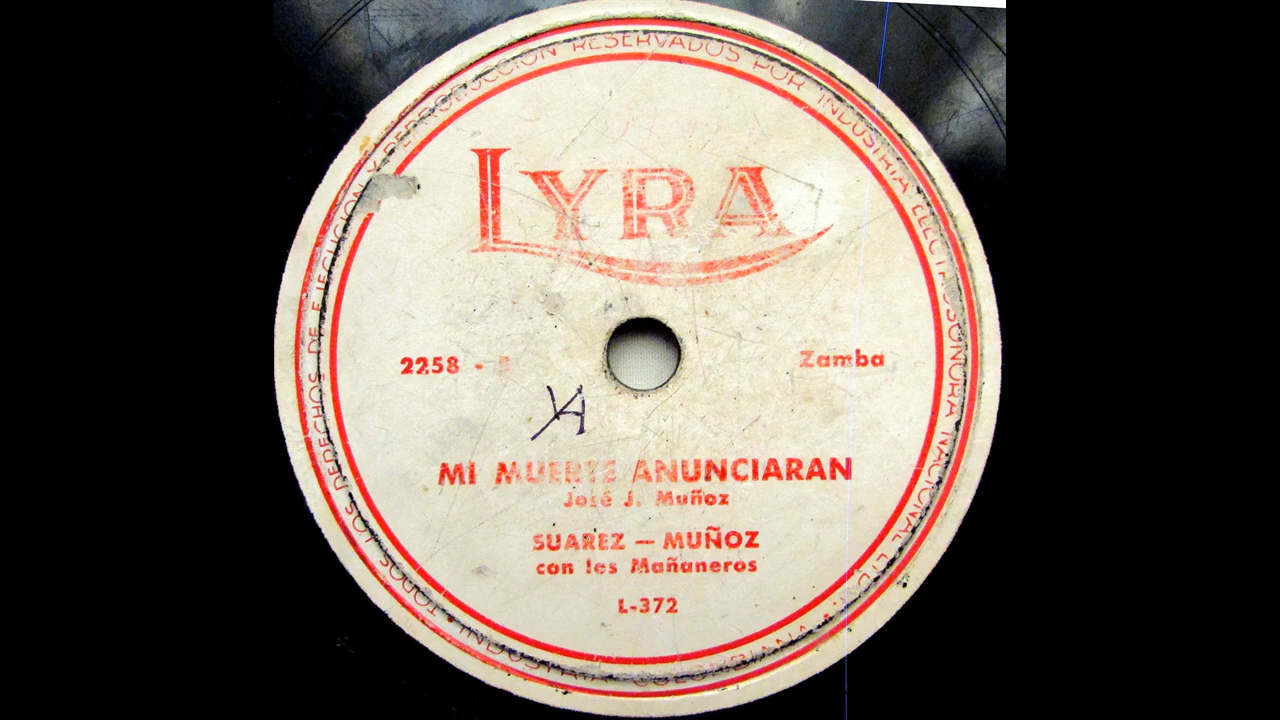 TODOS LOS DERECHOS DE EJECUCION Y REPRODUCCION RESERVADOS POR INDUSTRIA ELECTROSONORA NACIONAL LTDA. • INDUSTRIA COLOMBIANA •
LYRA
2258 -
Zamba
MI MUERTE ANUNCIARAN
José J. Muñoz
SUAREZ — MUÑOZ
con los Mañaneros
L-372